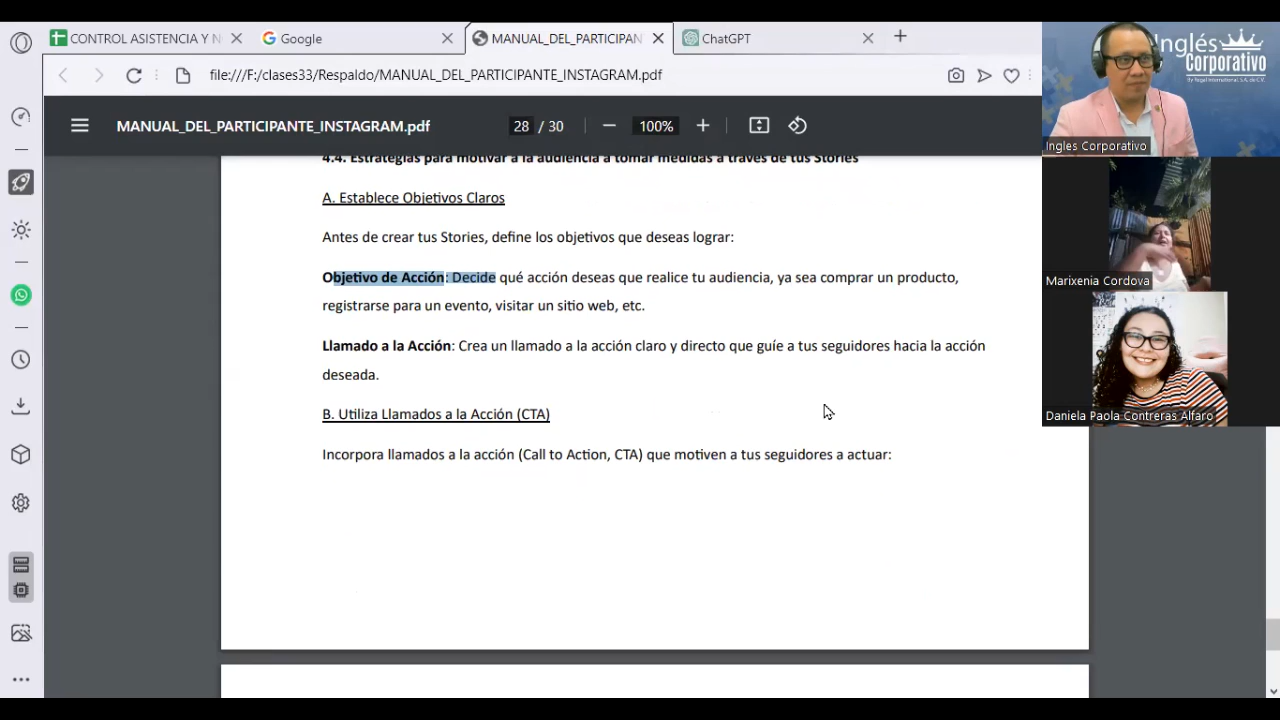 CONTROL ASISTENCIA Y N
Google
MANUAL_DEL_PARTICIPAN
ChatGPT
file:///F:/clases33/Respaldo/MANUAL_DEL_PARTICIPANTE_INSTAGRAM.pdf
MANUAL_DEL_PARTICIPANTE_INSTAGRAM.pdf
28 / 30
100%
4.4. Estrategias para motivar a la audiencia a tomar medidas a través de tus Stories
A. Establece Objetivos Claros
Antes de crear tus Stories, define los objetivos que deseas lograr:
Objetivo de Acción: Decide qué acción deseas que realice tu audiencia, ya sea comprar un producto,
registrarse para un evento, visitar un sitio web, etc.
Llamado a la Acción: Crea un llamado a la acción claro y directo que guíe a tus seguidores hacia la acción
deseada.
B. Utiliza Llamados a la Acción (CTA)
Incorpora llamados a la acción (Call to Action, CTA) que motiven a tus seguidores a actuar:
Inglés
Corporativo
By Regal International, S.A. de C.V.
Ingles Corporativo
Marixenia Cordova
Daniela Paola Contreras Alfaro